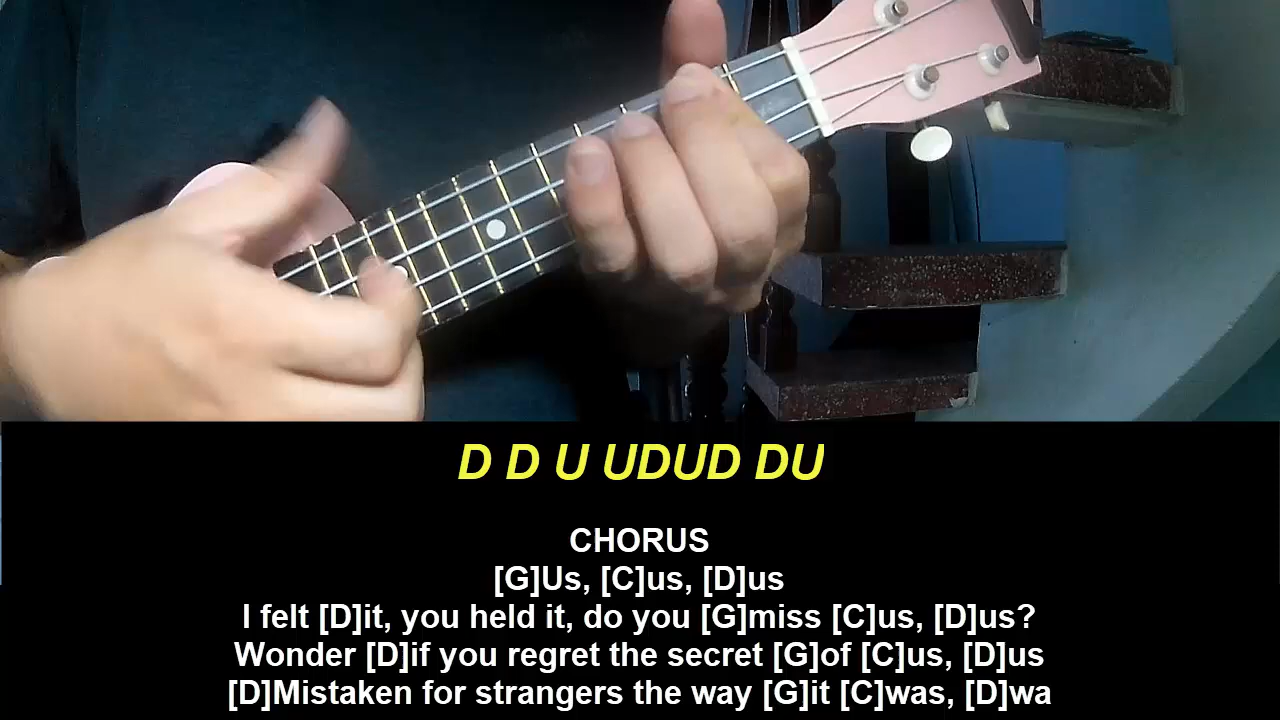 D D U UDUD DU
CHORUS
[G]Us, [C]us, [D]us
I felt [D]it, you held it, do you [G]miss [C]us, [D]us?
Wonder [D]if you regret the secret [G]of [C]us, [D]us
[D]Mistaken for strangers the way [G]it [C]was, [D]wa